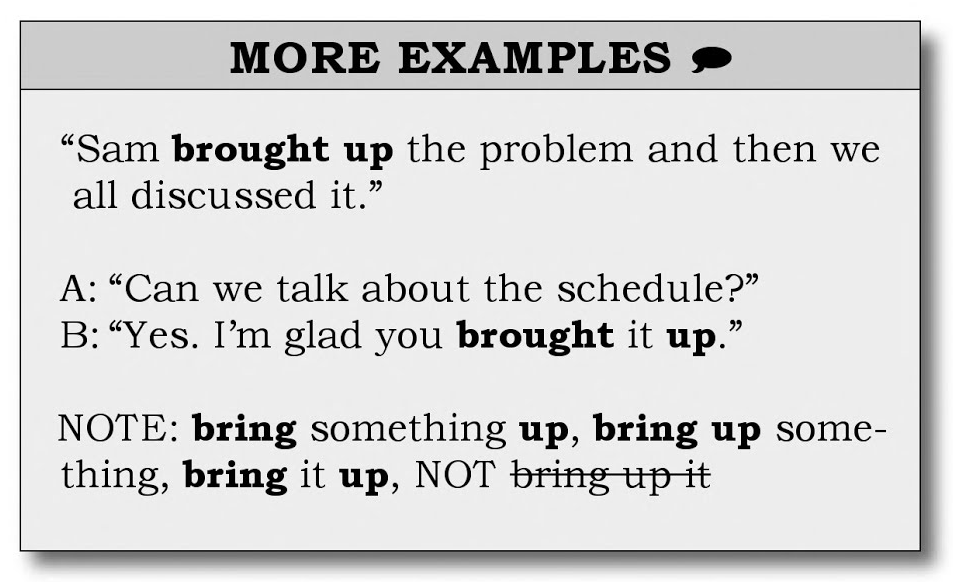 MORE EXAMPLES
“Sam brought up the problem and then we
all discussed it.”
A: “Can we talk about the schedule?”
B: “Yes. I’m glad you brought it up.”
NOTE: bring something up, bring up some-
thing, bring it up, NOT bring up it